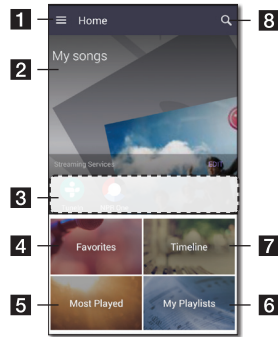 1 Home 8
2 My songs
Streaming Services EDIT
3
4 Favorites Timeline 7
5 Most Played My Playlists 6